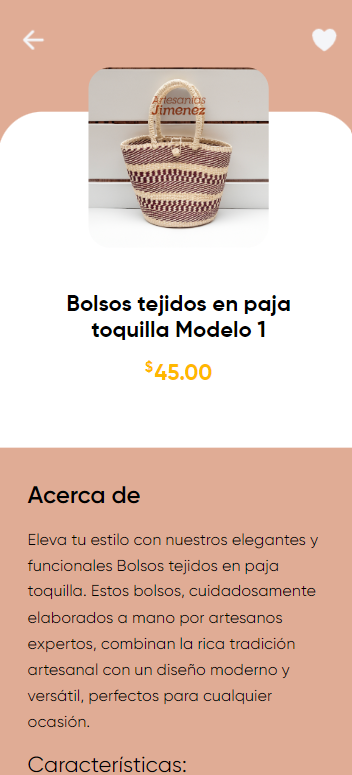 Artesanías
Jimenez
Bolsos tejidos en paja
toquilla Modelo 1
$45.00
Acerca de
Eleva tu estilo con nuestros elegantes y
funcionales Bolsos tejidos en paja
toquilla. Estos bolsos, cuidadosamente
elaborados a mano por artesanos
expertos, combinan la rica tradición
artesanal con un diseño moderno y
versátil, perfectos para cualquier
ocasión.
Características: